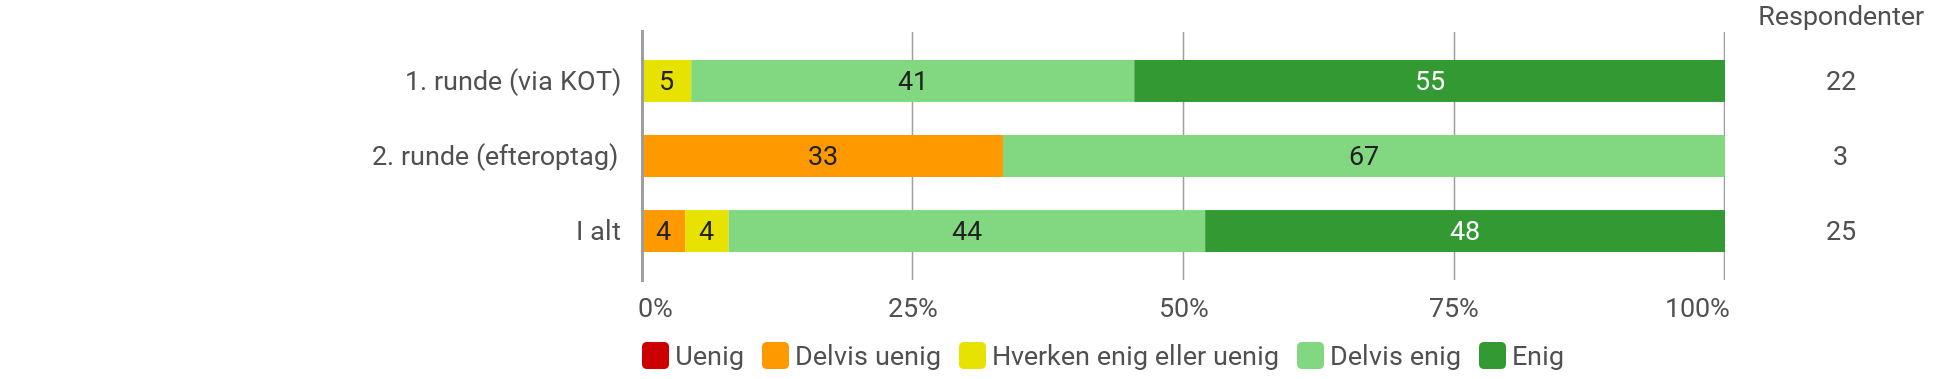 Respondenter
1. runde (via KOT) 5 41 55 22
2. runde (efteroptag) 33 67 3
I alt 4 4 44 48 25
0% 25% 50% 75% 100%
Uenig Delvis uenig Hverken enig eller uenig Delvis enig Enig